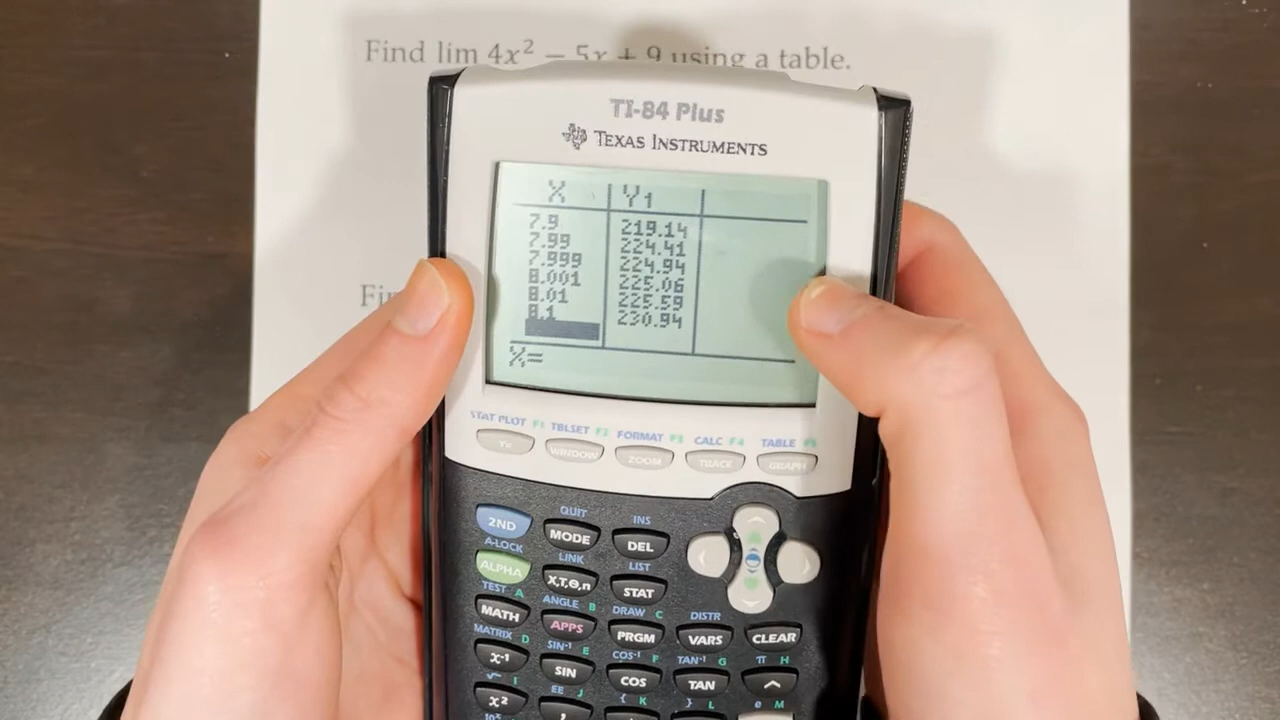 Find lim 4x² − 5x + 9 using a table.
TI-84 Plus
TEXAS INSTRUMENTS
X Y₁
7.9 219.14
7.99 224.41
7.999 224.94
8.001 225.06
8.01 225.59
8.1 230.94
X=
STAT PLOT F1 TBLSET F2 FORMAT F3 CALC F4 TABLE F5
Y= WINDOW ZOOM TRACE GRAPH
QUIT INS
2ND MODE DEL
A-LOCK LINK LIST
ALPHA X,T,θ,n STAT
TEST A ANGLE B DRAW C DISTR
MATH APPS PRGM VARS CLEAR
MATRIX D SIN⁻¹ E COS⁻¹ F TAN⁻¹ G π H
x⁻¹ SIN COS TAN ^
√ I EE J { K } L e M
x² ,
10ˣ